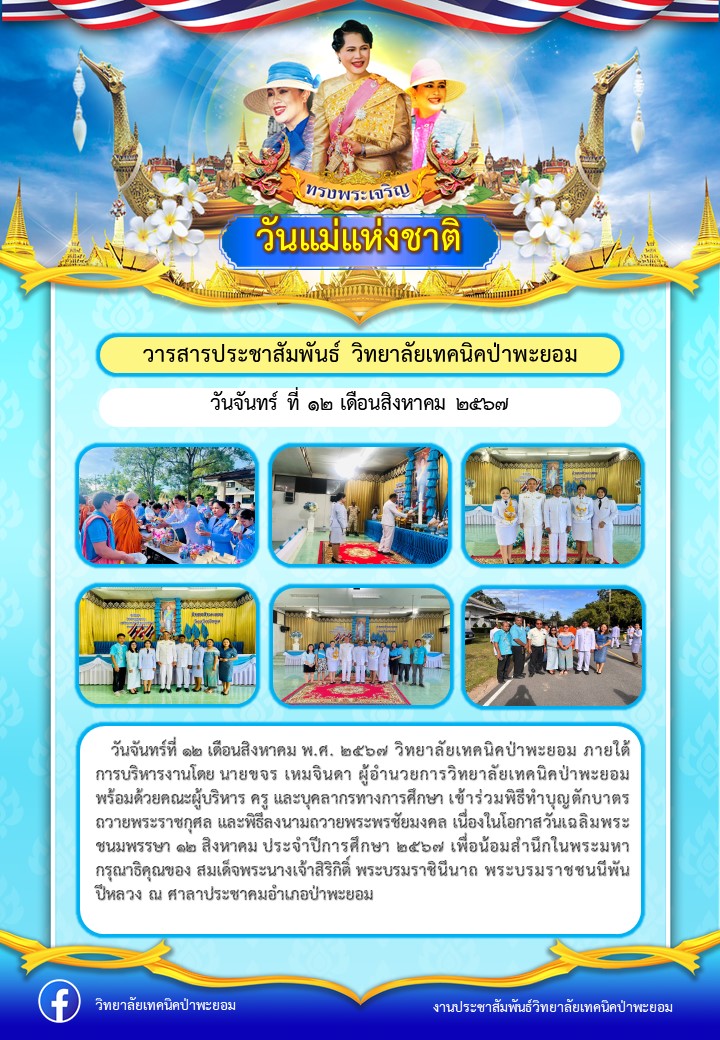 ทรงพระเจริญ
วันแม่แห่งชาติ
วารสารประชาสัมพันธ์ วิทยาลัยเทคนิคป่าพะยอม
วันจันทร์ ที่ ๑๒ เดือนสิงหาคม ๒๕๖๗
วันจันทร์ที่ ๑๒ เดือนสิงหาคม พ.ศ. ๒๕๖๗ วิทยาลัยเทคนิคป่าพะยอม ภายใต้
การบริหารงานโดย นายขจร เหมจินดา ผู้อำนวยการวิทยาลัยเทคนิคป่าพะยอม
พร้อมด้วยคณะผู้บริหาร ครู และบุคลากรทางการศึกษา เข้าร่วมพิธีทำบุญตักบาตร
ถวายพระราชกุศล และพิธีลงนามถวายพระพรชัยมงคล เนื่องในโอกาสวันเฉลิมพระ
ชนมพรรษา ๑๒ สิงหาคม ประจำปีการศึกษา ๒๕๖๗ เพื่อน้อมสำนึกในพระมหา
กรุณาธิคุณของ สมเด็จพระนางเจ้าสิริกิติ์ พระบรมราชินีนาถ พระบรมราชชนนีพัน
ปีหลวง ณ ศาลาประชาคมอำเภอป่าพะยอม
วิทยาลัยเทคนิคป่าพะยอม
งานประชาสัมพันธ์วิทยาลัยเทคนิคป่าพะยอม